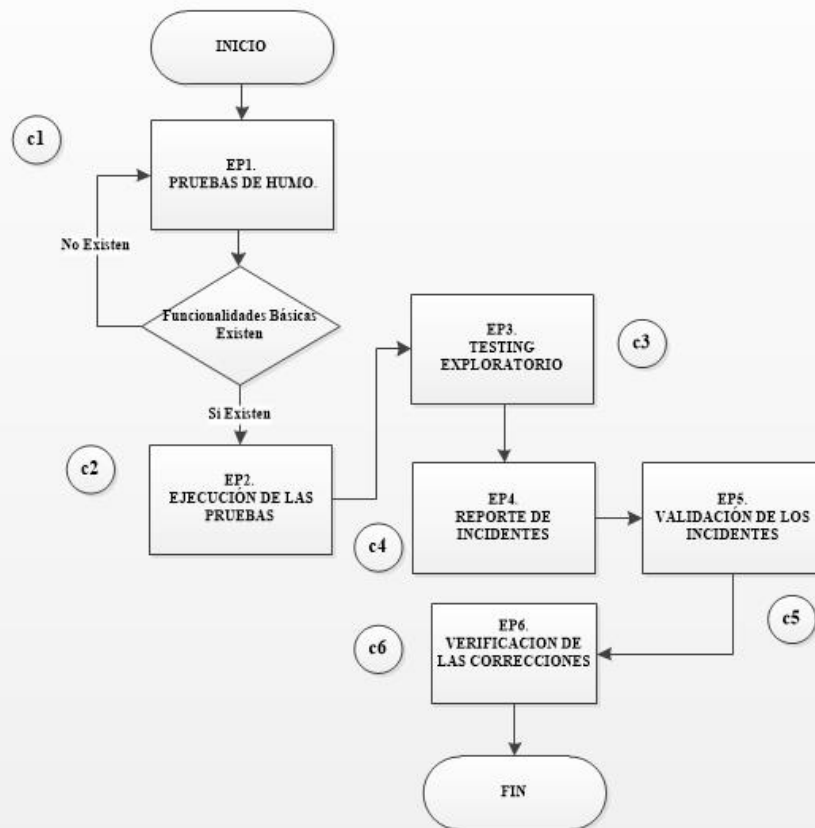 INICIO
c1
EP1.
PRUEBAS DE HUMO.
No Existen
Funcionalidades Básicas
Existen
Si Existen
c2
EP2.
EJECUCIÓN DE LAS
PRUEBAS
EP3.
TESTING
EXPLORATORIO
c3
EP4.
REPORTE DE
INCIDENTES
c4
EP5.
VALIDACIÓN DE LOS
INCIDENTES
c5
EP6.
VERIFICACION DE
LAS CORRECCIONES
c6
FIN